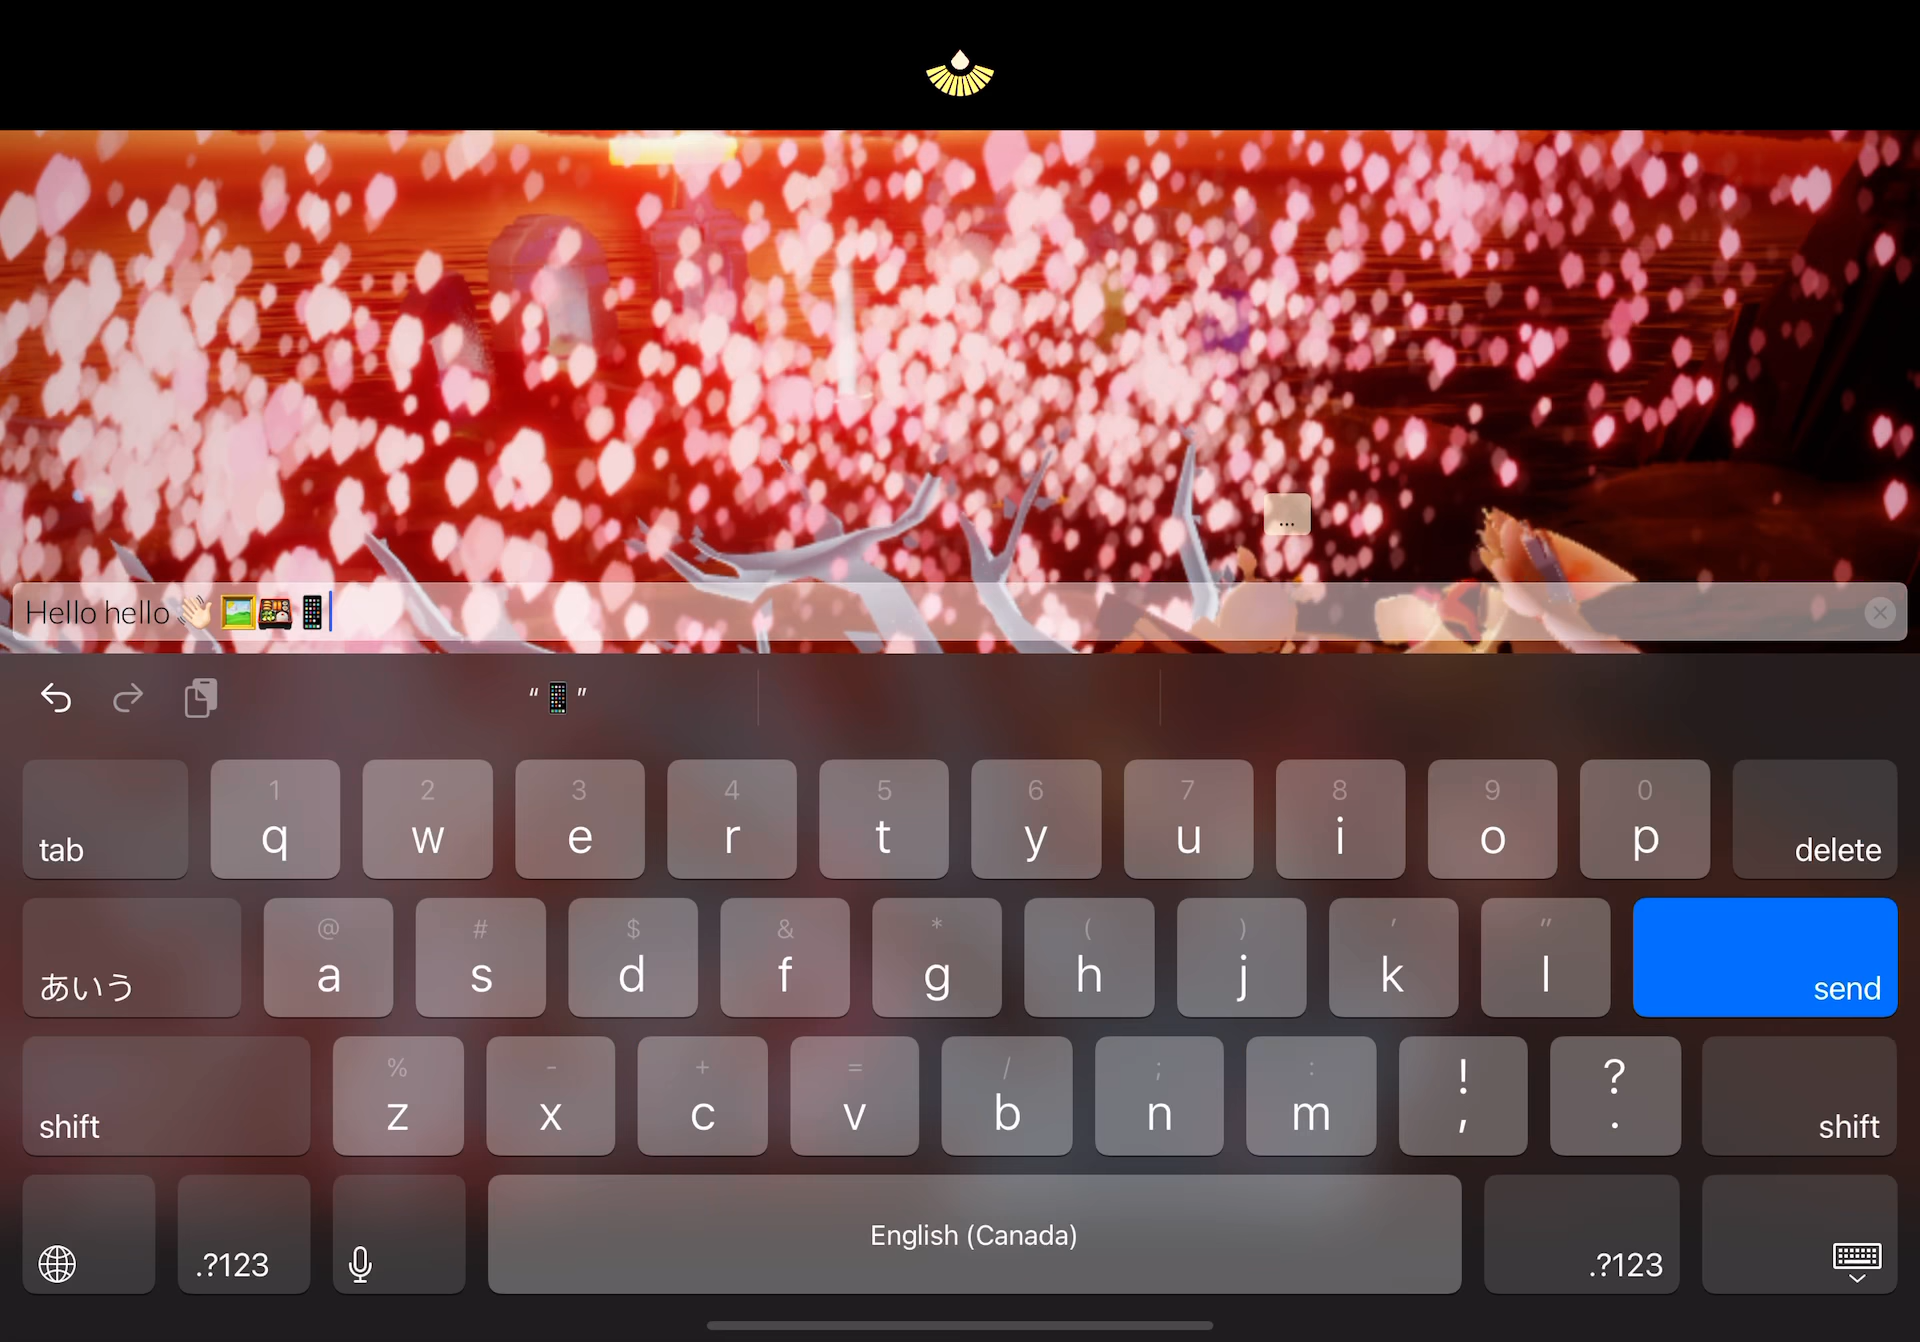 ...
Hello hello 👋🏻 🖼️🍱📱
“📱”
tab 1 q 2 w 3 e 4 r 5 t 6 y 7 u 8 i 9 o 0 p delete
あいう @ a # s $ d & f * g ( h ) j ' k " l send
shift % z - x + c = v / b ; n : m ! , ? . shift
.?123 English (Canada) .?123